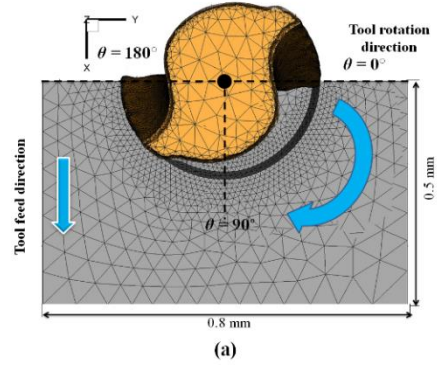 Z
Y
X
θ = 180°
Tool rotation
direction
θ = 0°
Tool feed direction
θ = 90°
0.5 mm
0.8 mm
(a)